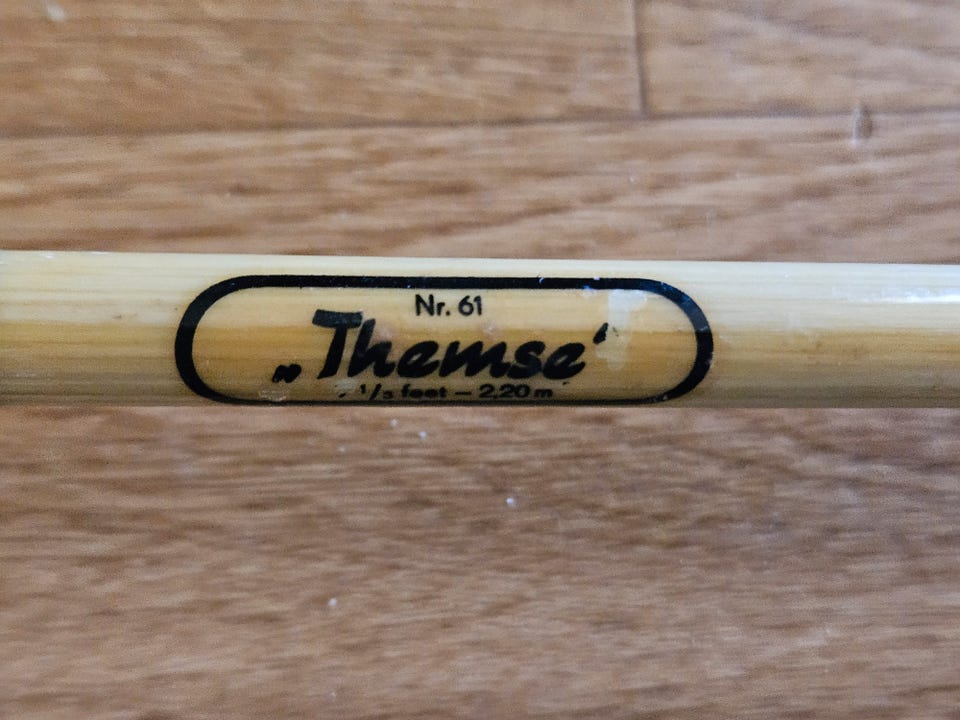 Nr. 61
„Themse‘
1/3 feet — 2,20 m